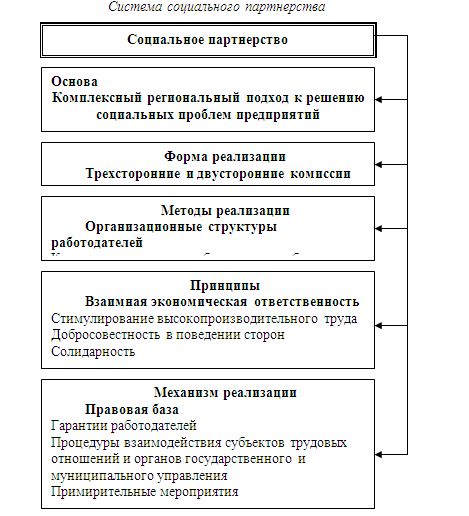 Система социального партнерства
Социальное партнерство
Основа
Комплексный региональный подход к решению
социальных проблем предприятий
Форма реализации
Трехсторонние и двусторонние комиссии
Методы реализации
Организационные структуры
работодателей
Принципы
Взаимная экономическая ответственность
Стимулирование высокопроизводительного труда
Добросовестность в поведении сторон
Солидарность
Механизм реализации
Правовая база
Гарантии работодателей
Процедуры взаимодействия субъектов трудовых
отношений и органов государственного и
муниципального управления
Примирительные мероприятия